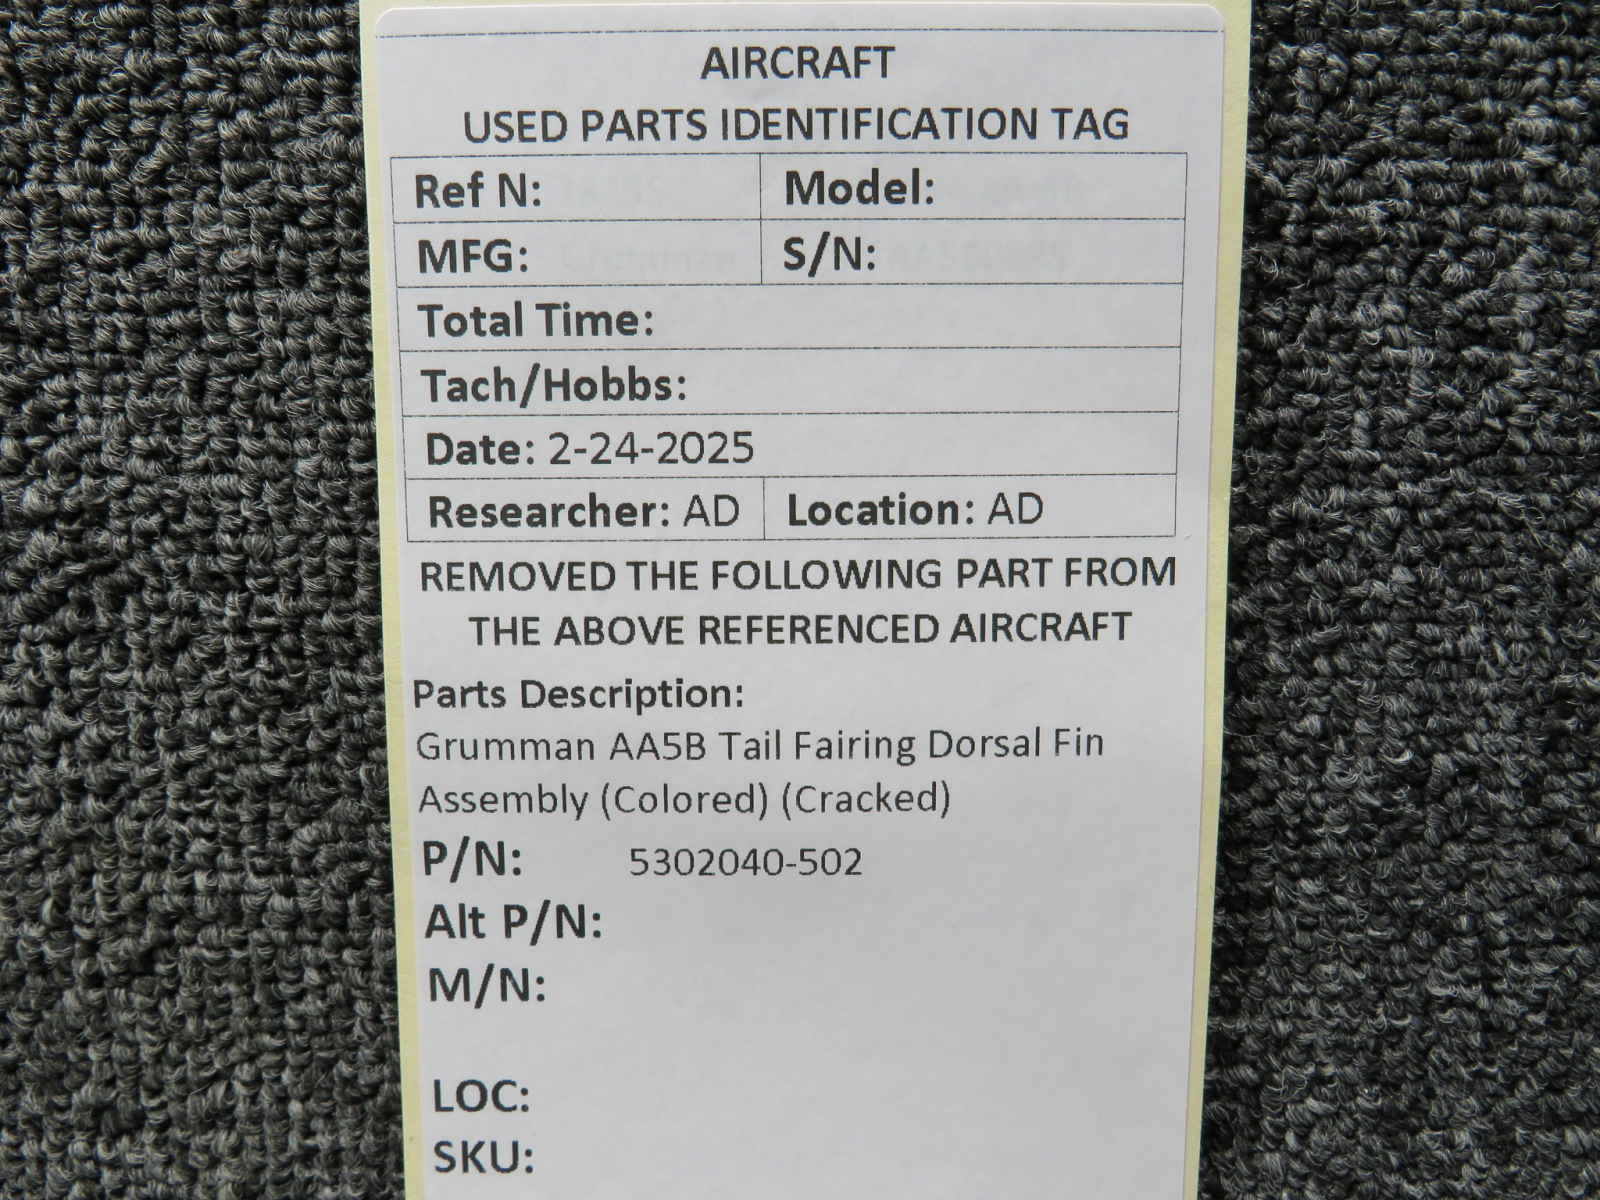 AIRCRAFT
USED PARTS IDENTIFICATION TAG
Ref N: Model:
MFG: Grumman S/N:
Total Time:
Tach/Hobbs:
Date: 2-24-2025
Researcher: AD Location: AD
REMOVED THE FOLLOWING PART FROM
THE ABOVE REFERENCED AIRCRAFT
Parts Description:
Grumman AA5B Tail Fairing Dorsal Fin
Assembly (Colored) (Cracked)
P/N: 5302040-502
Alt P/N:
M/N:
LOC:
SKU: